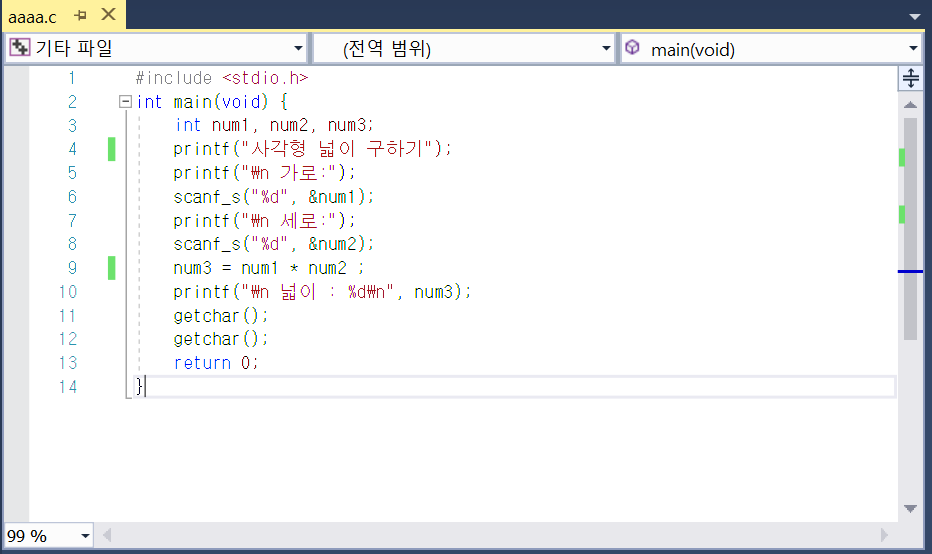 aaaa.c
기타 파일 (전역 범위) main(void)
1 #include <stdio.h>
2 int main(void) {
3 int num1, num2, num3;
4 printf("사각형 넓이 구하기");
5 printf("₩n 가로:");
6 scanf_s("%d", &num1);
7 printf("₩n 세로:");
8 scanf_s("%d", &num2);
9 num3 = num1 * num2 ;
10 printf("₩n 넓이 : %d₩n", num3);
11 getchar();
12 getchar();
13 return 0;
14 }
99 %